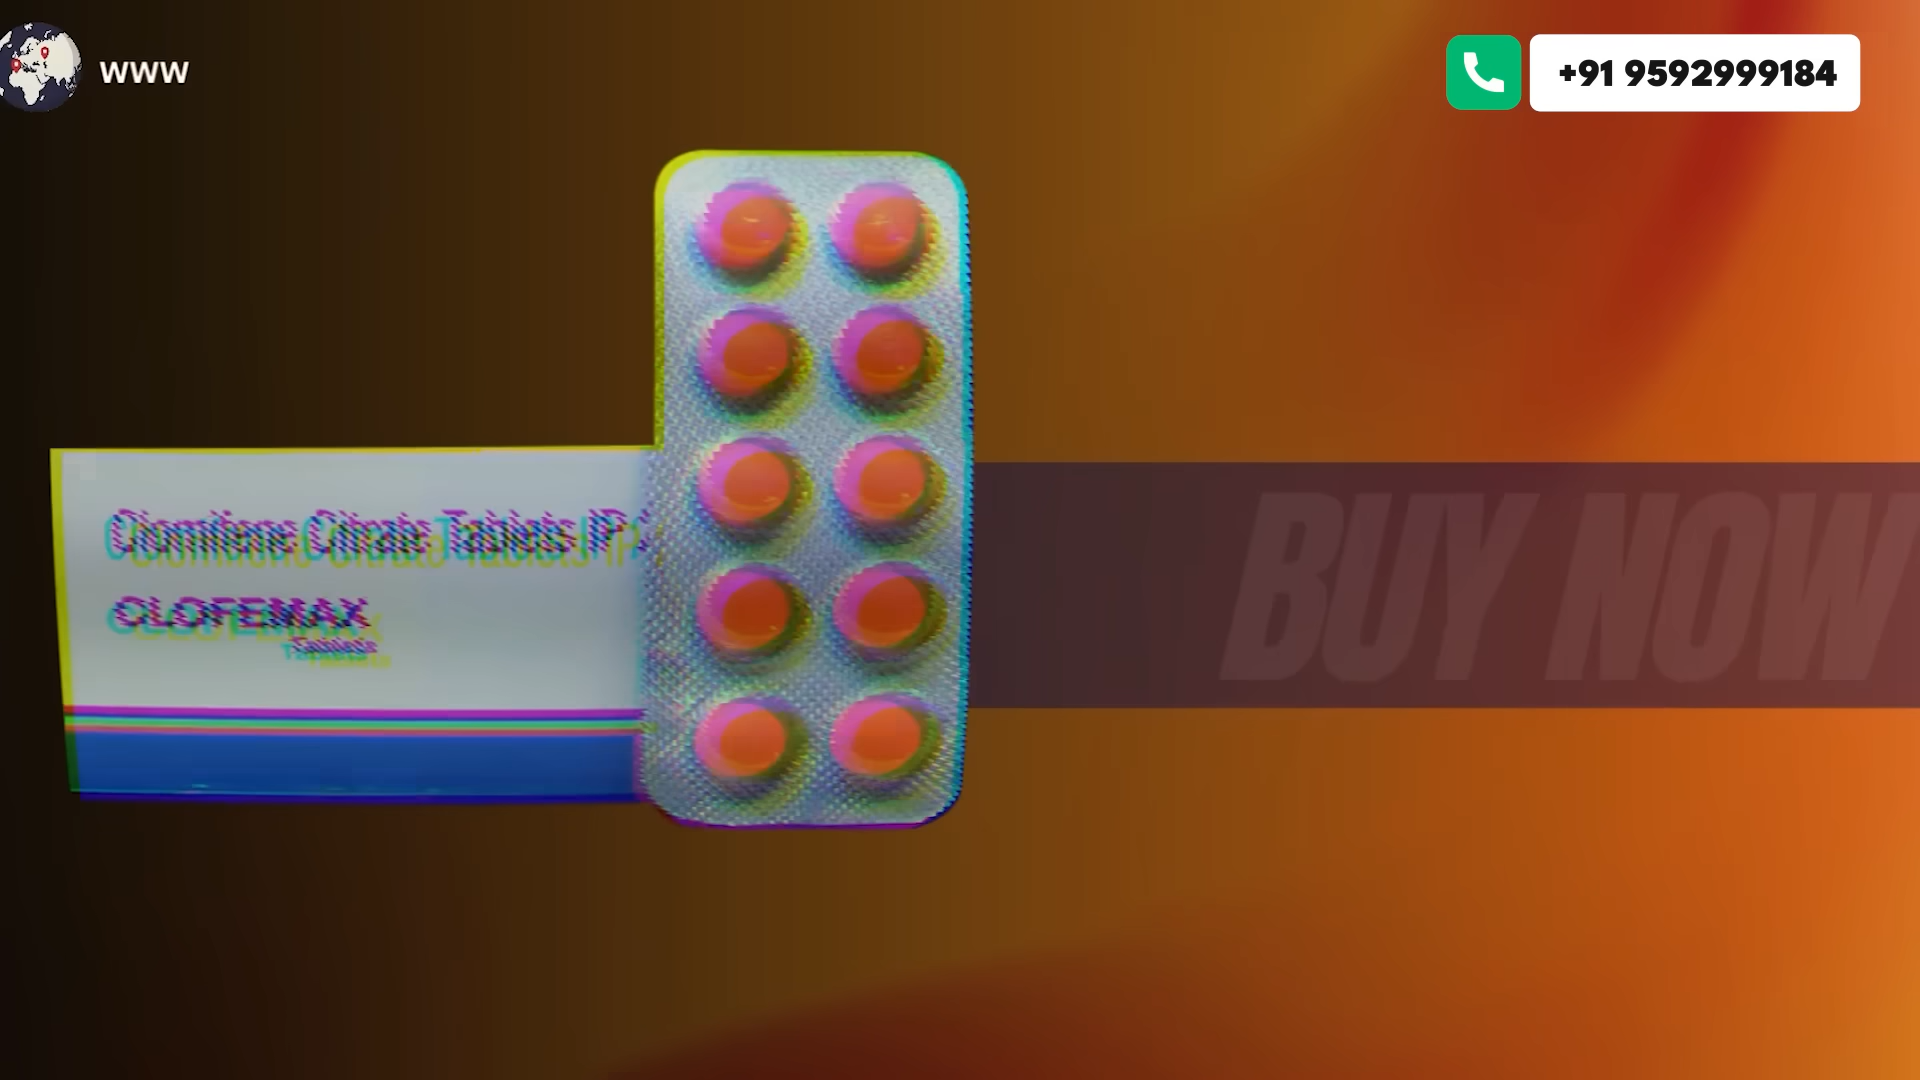 www
+91 9592999184
Clomifene Citrate Tablets IP
CLOFEMAX
Tablets
BUY NOW